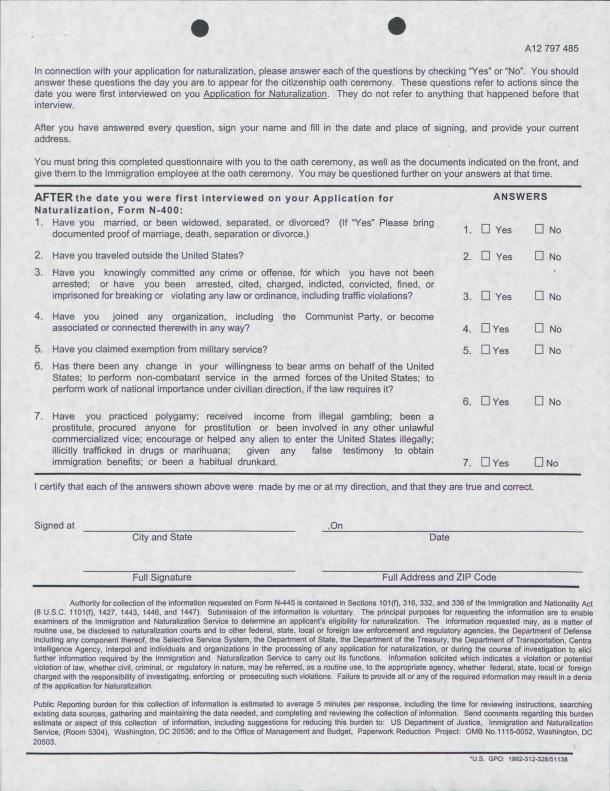 A12 797 485
In connection with your application for naturalization, please answer each of the questions by checking "Yes" or "No". You should
answer these questions the day you are to appear for the citizenship oath ceremony. These questions refer to actions since the
date you were first interviewed on you Application for Naturalization. They do not refer to anything that happened before that
interview.
After you have answered every question, sign your name and fill in the date and place of signing, and provide your current
address.
You must bring this completed questionnaire with you to the oath ceremony, as well as the documents indicated on the front, and
give them to the Immigration employee at the oath ceremony. You may be questioned further on your answers at that time.
AFTER the date you were first interviewed on your Application for
Naturalization, Form N-400:
ANSWERS
1. Have you married, or been widowed, separated, or divorced? (If "Yes" Please bring
documented proof of marriage, death, separation or divorce.)
1. ☐ Yes ☐ No
2. Have you traveled outside the United States?
2. ☐ Yes ☐ No
3. Have you knowingly committed any crime or offense, for which you have not been
arrested; or have you been arrested, cited, charged, indicted, convicted, fined, or
imprisoned for breaking or violating any law or ordinance, including traffic violations?
3. ☐ Yes ☐ No
4. Have you joined any organization, including the Communist Party, or become
associated or connected therewith in any way?
4. ☐ Yes ☐ No
5. Have you claimed exemption from military service?
5. ☐ Yes ☐ No
6. Has there been any change in your willingness to bear arms on behalf of the United
States; to perform non-combatant service in the armed forces of the United States; to
perform work of national importance under civilian direction, if the law requires it?
6. ☐ Yes ☐ No
7. Have you practiced polygamy; received income from illegal gambling; been a
prostitute, procured anyone for prostitution or been involved in any other unlawful
commercialized vice; encourage or helped any alien to enter the United States illegally;
illicitly trafficked in drugs or marihuana; given any false testimony to obtain
immigration benefits; or been a habitual drunkard.
7. ☐ Yes ☐ No
I certify that each of the answers shown above were made by me or at my direction, and that they are true and correct.
Signed at ,On
City and State Date
Full Signature Full Address and ZIP Code
Authority for collection of the information requested on Form N-445 is contained in Sections 101(f), 316, 332, and 336 of the Immigration and Nationality Act
(8 U.S.C. 1101(f), 1427, 1443, 1446, and 1447). Submission of the information is voluntary. The principal purposes for requesting the information are to enable
examiners of the Immigration and Naturalization Service to determine an applicant's eligibility for naturalization. The information requested may, as a matter of
routine use, be disclosed to naturalization courts and to other federal, state, local or foreign law enforcement and regulatory agencies, the Department of Defense
including any component thereof, the Selective Service System, the Department of State, the Department of the Treasury, the Department of Transportation, Centra
Intelligence Agency, Interpol and individuals and organizations in the processing of any application for naturalization, or during the course of investigation to elici
further information required by the Immigration and Naturalization Service to carry out its functions. Information solicited which indicates a violation or potential
violation of law, whether civil, criminal, or regulatory in nature, may be referred, as a routine use, to the appropriate agency, whether federal, state, local or foreign
charged with the responsibility of investigating, enforcing or prosecuting such violations. Failure to provide all or any of the required information may result in a denia
of the application for Naturalization.
Public Reporting burden for this collection of information is estimated to average 5 minutes per response, including the time for reviewing instructions, searching
existing data sources, gathering and maintaining the data needed, and completing and reviewing the collection of information. Send comments regarding this burden
estimate or aspect of this collection of information, including suggestions for reducing this burden to: US Department of Justice, Immigration and Naturalization
Service, (Room 5304), Washington, DC 20536; and to the Office of Management and Budget, Paperwork Reduction Project: OMB No.1115-0052, Washington, DC
20503.
*U.S. GPO: 1992-312-328/51138